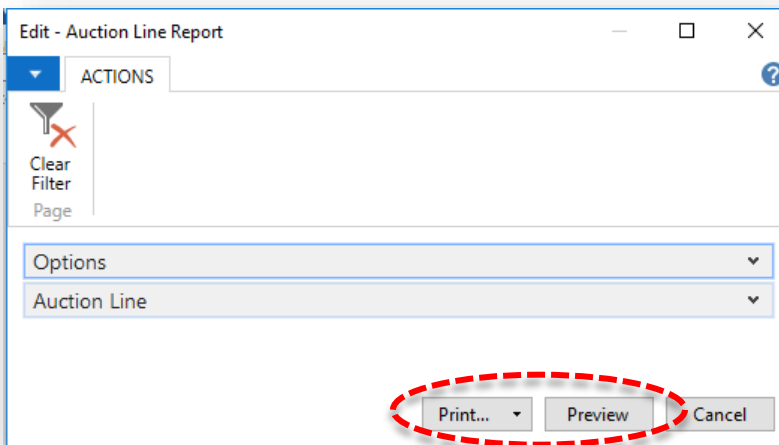 Edit - Auction Line Report
ACTIONS
?
Clear
Filter
Page
Options
Auction Line
Print...
Preview
Cancel